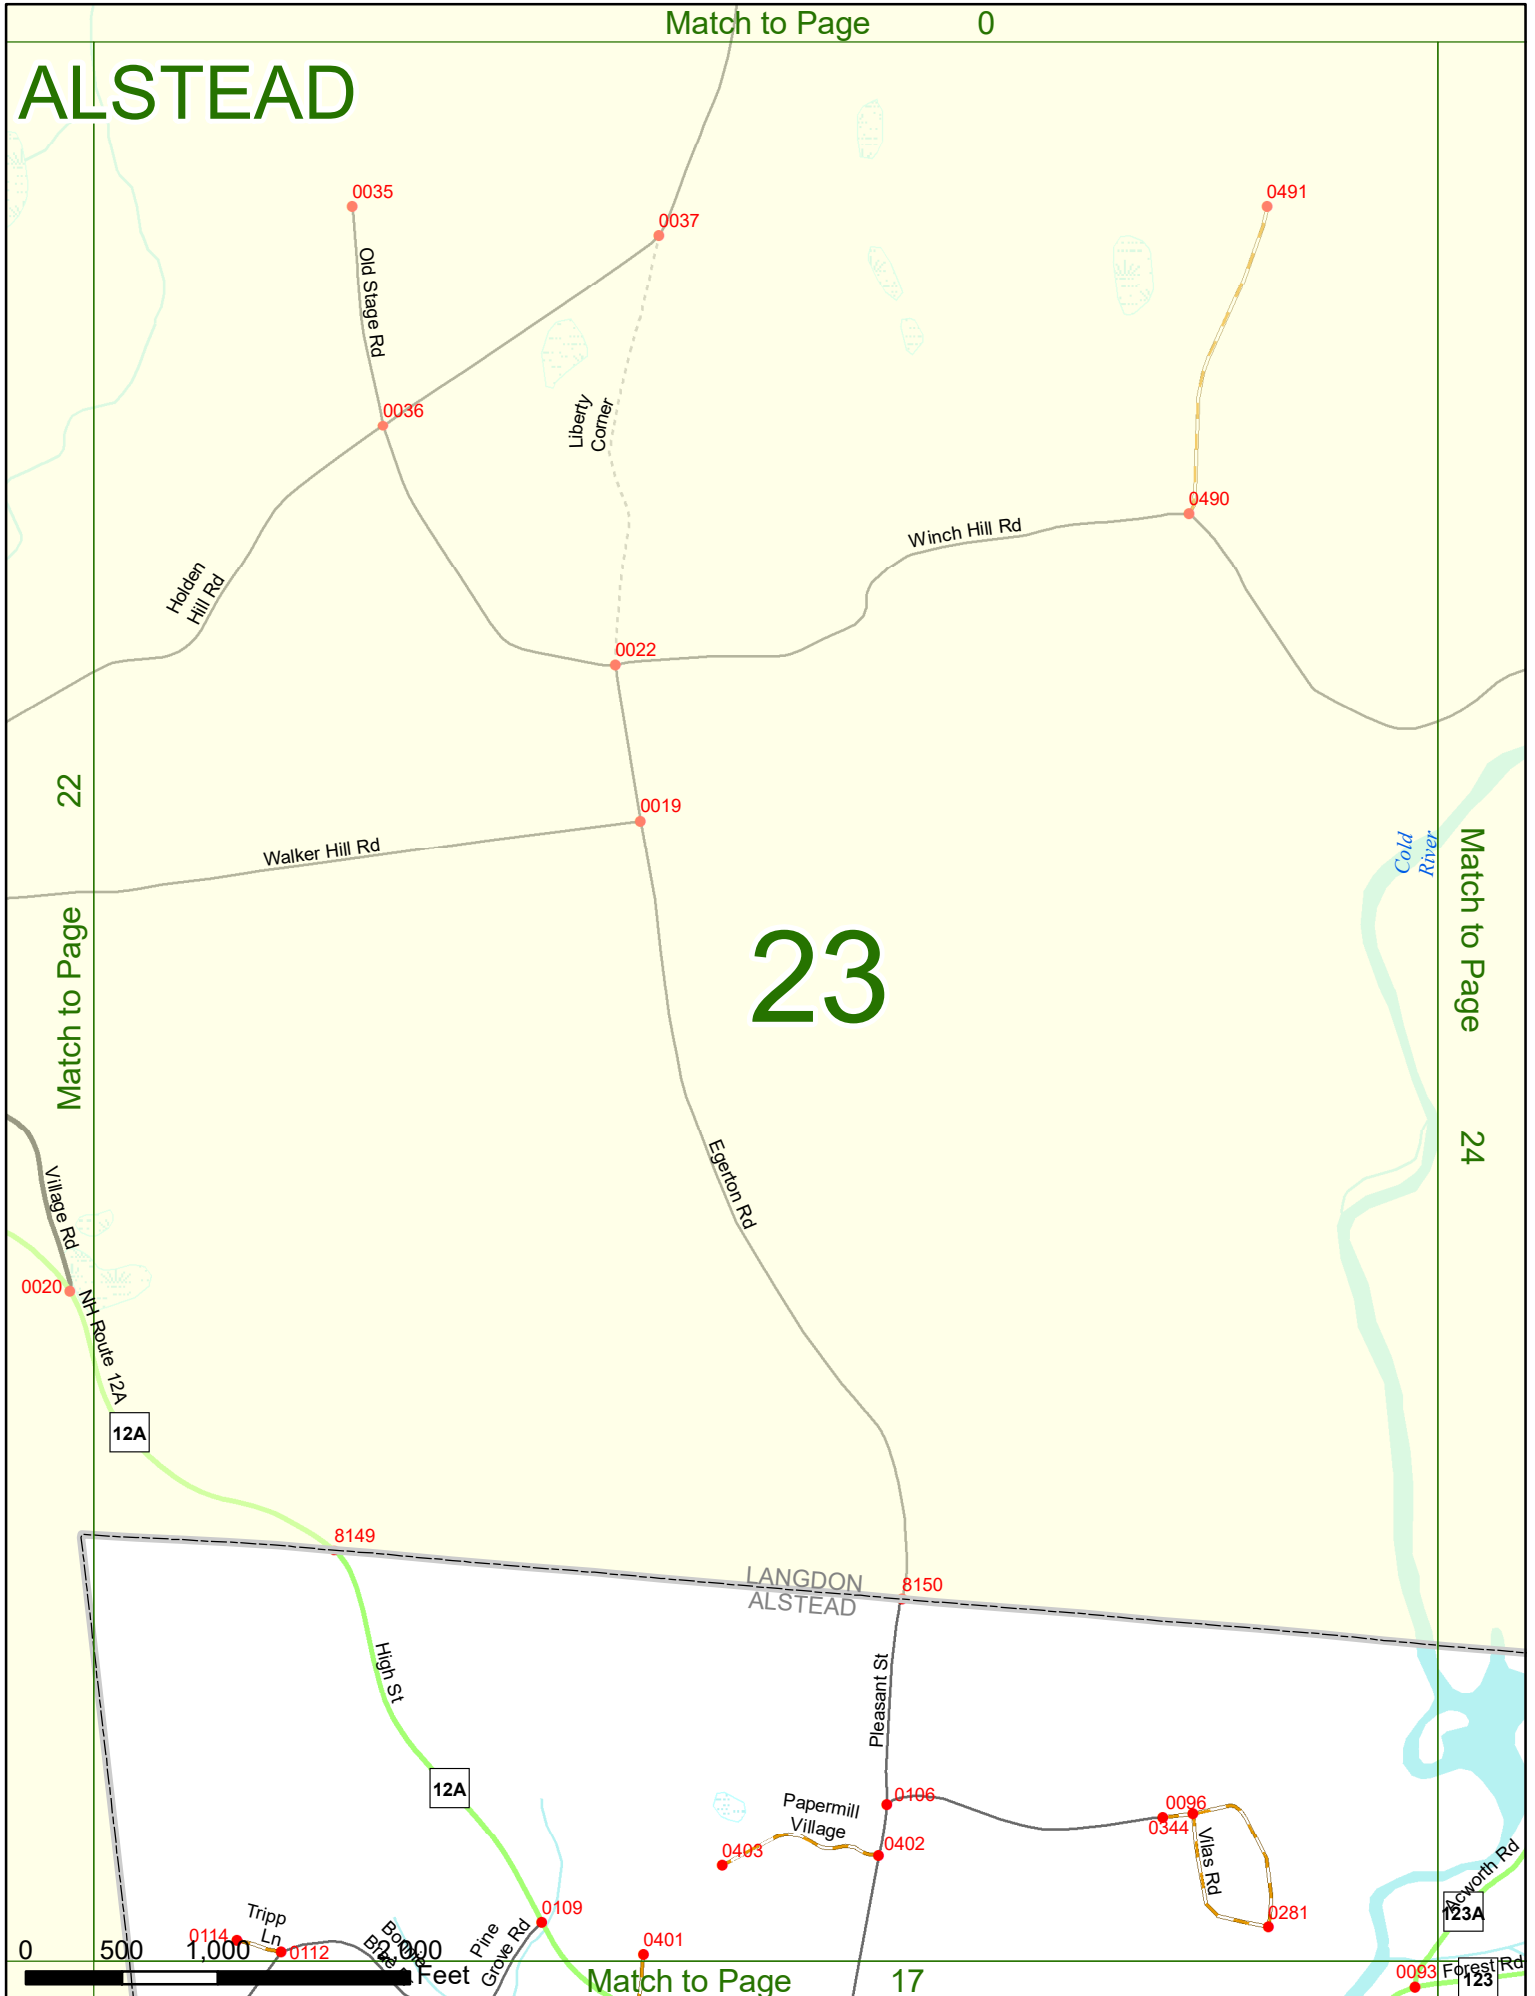 Match to Page 0
ALSTEAD
0035
0491
0037
Old Stage Rd
0036
Liberty
Corner
0490
Winch Hill Rd
Holden
Hill Rd
0022
22
Match to Page
0019
Walker Hill Rd
Cold
River
Match to Page
24
23
Egerton Rd
Village Rd
0020
NH Route 12A
12A
8149
LANGDON
ALSTEAD
8150
High St
Pleasant St
12A
Papermill
Village
0106
0096
0344
0402
0403
Vilas Rd
Acworth Rd
123A
0281
0109
Tripp
Ln
0114
0112
Pine
Grove Rd
0401
0 500 1,000 2,000
Feet
Match to Page 17
0093
Forest Rd
123